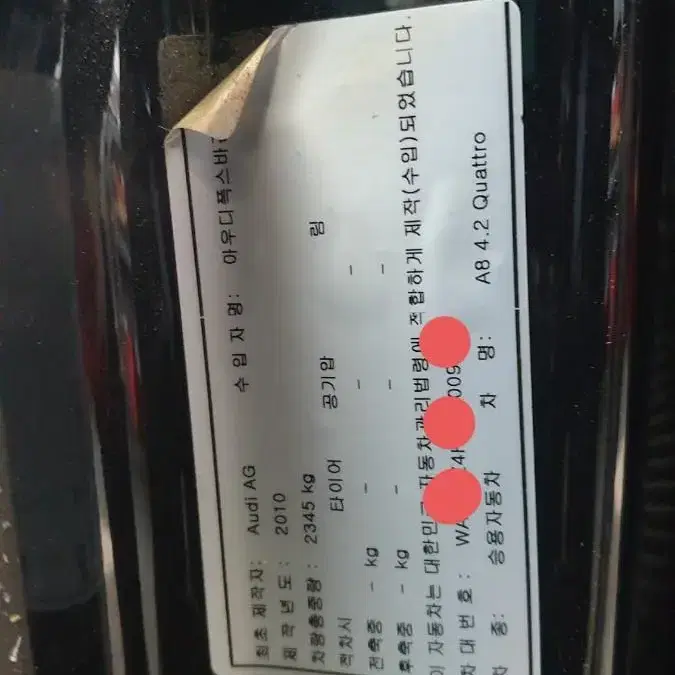 최초 제작자: Audi AG 수 입 자 명: 아우디폭스바
제 작 년 도 : 2010
차량총중량 : 2345 kg
적차시 타이어 공기압 림
전축중 - kg - - -
후축중 - kg - - -
이 자동차는 대한민 자동차관리법령에 적합하게 제작(수입)되었습니다.
차 대 번 호 : WA 4 009
차 종: 승용자동차 차 명: A8 4.2 Quattro